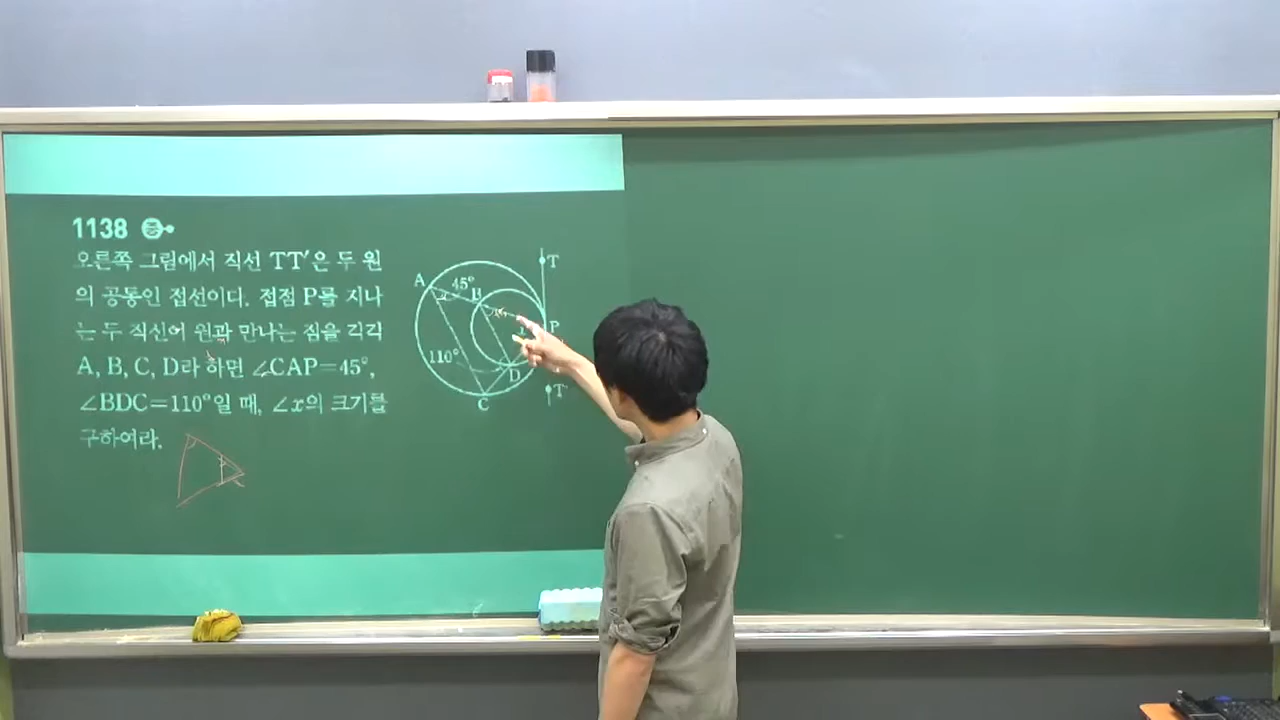 1138 중
오른쪽 그림에서 직선 TT′은 두 원
의 공통인 접선이다. 접점 P를 지나
는 두 직선이 원과 만나는 점을 각각
A, B, C, D라 하면 ∠CAP=45°,
∠BDC=110°일 때, ∠x의 크기를
구하여라.
T
A
45°
B
P
x
110°
D
T′
C